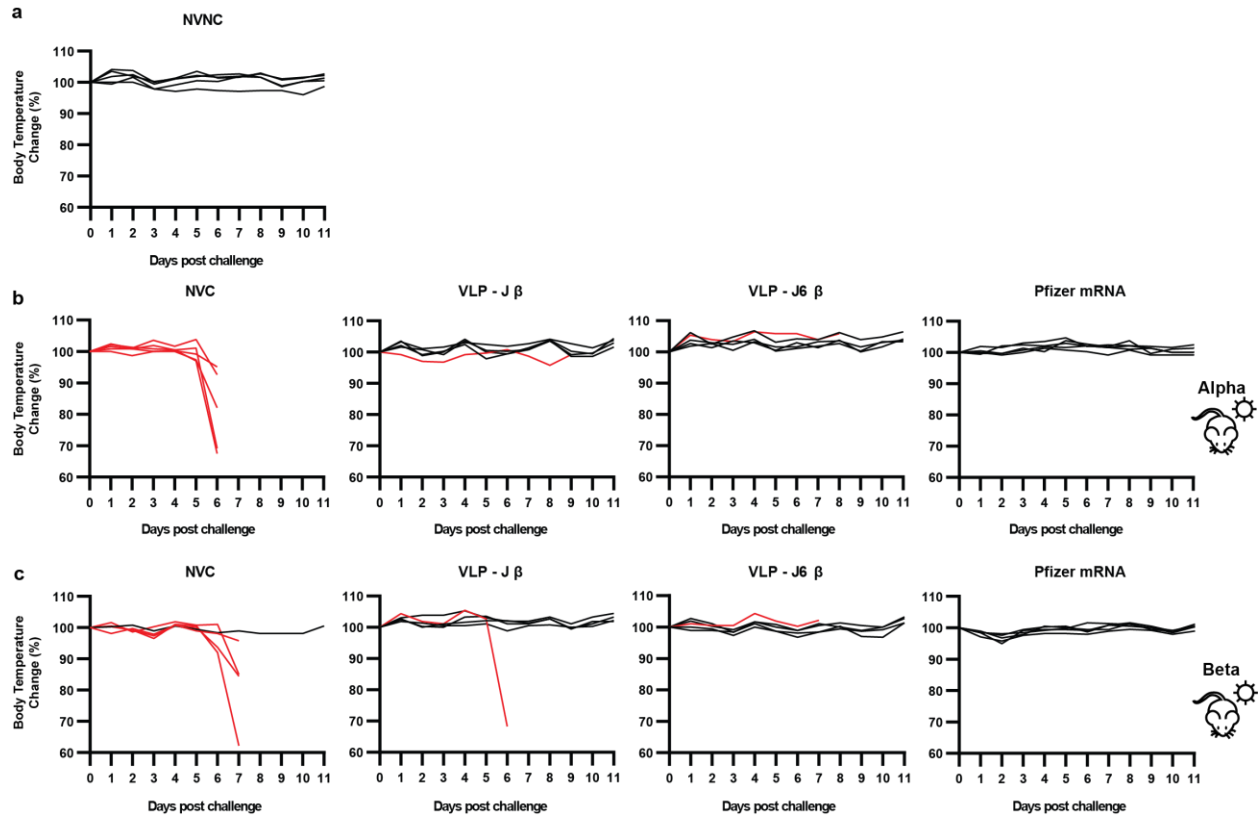 a
NVNC
Body Temperature
Change (%)
110
100
90
80
70
60
0 1 2 3 4 5 6 7 8 9 10 11
Days post challenge
b
NVC
VLP - J β
VLP - J6 β
Pfizer mRNA
Body Temperature
Change (%)
110
100
90
80
70
60
0 1 2 3 4 5 6 7 8 9 10 11
Days post challenge
110
100
90
80
70
60
0 1 2 3 4 5 6 7 8 9 10 11
Days post challenge
110
100
90
80
70
60
0 1 2 3 4 5 6 7 8 9 10 11
Days post challenge
110
100
90
80
70
60
0 1 2 3 4 5 6 7 8 9 10 11
Days post challenge
Alpha
c
NVC
VLP - J β
VLP - J6 β
Pfizer mRNA
Body Temperature
Change (%)
110
100
90
80
70
60
0 1 2 3 4 5 6 7 8 9 10 11
Days post challenge
110
100
90
80
70
60
0 1 2 3 4 5 6 7 8 9 10 11
Days post challenge
110
100
90
80
70
60
0 1 2 3 4 5 6 7 8 9 10 11
Days post challenge
110
100
90
80
70
60
0 1 2 3 4 5 6 7 8 9 10 11
Days post challenge
Beta